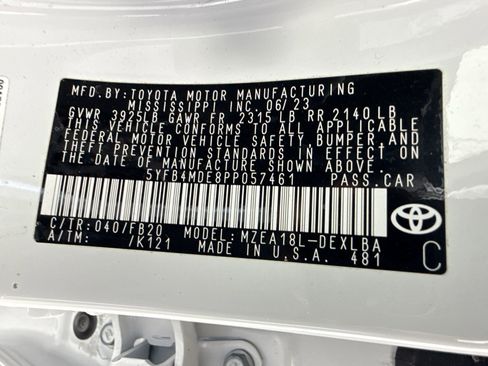 MFD.BY:TOYOTA MOTOR MANUFACTURING
MISSISSIPPI INC. 06/23
GVWR 3925LB GAWR FR 2315 LB RR 2140 LB
THIS VEHICLE CONFORMS TO ALL APPLICABLE
FEDERAL MOTOR VEHICLE SAFETY, BUMPER, AND
THEFT PREVENTION STANDARDS IN EFFECT ON
THE DATE OF MANUFACTURE SHOWN ABOVE.
5YFB4MDE8PP057461 PASS.CAR
C/TR:040/FB20 MODEL:MZEA18L-DEXLBA
A/TM: /K121 MADE IN U.S.A. 481
C